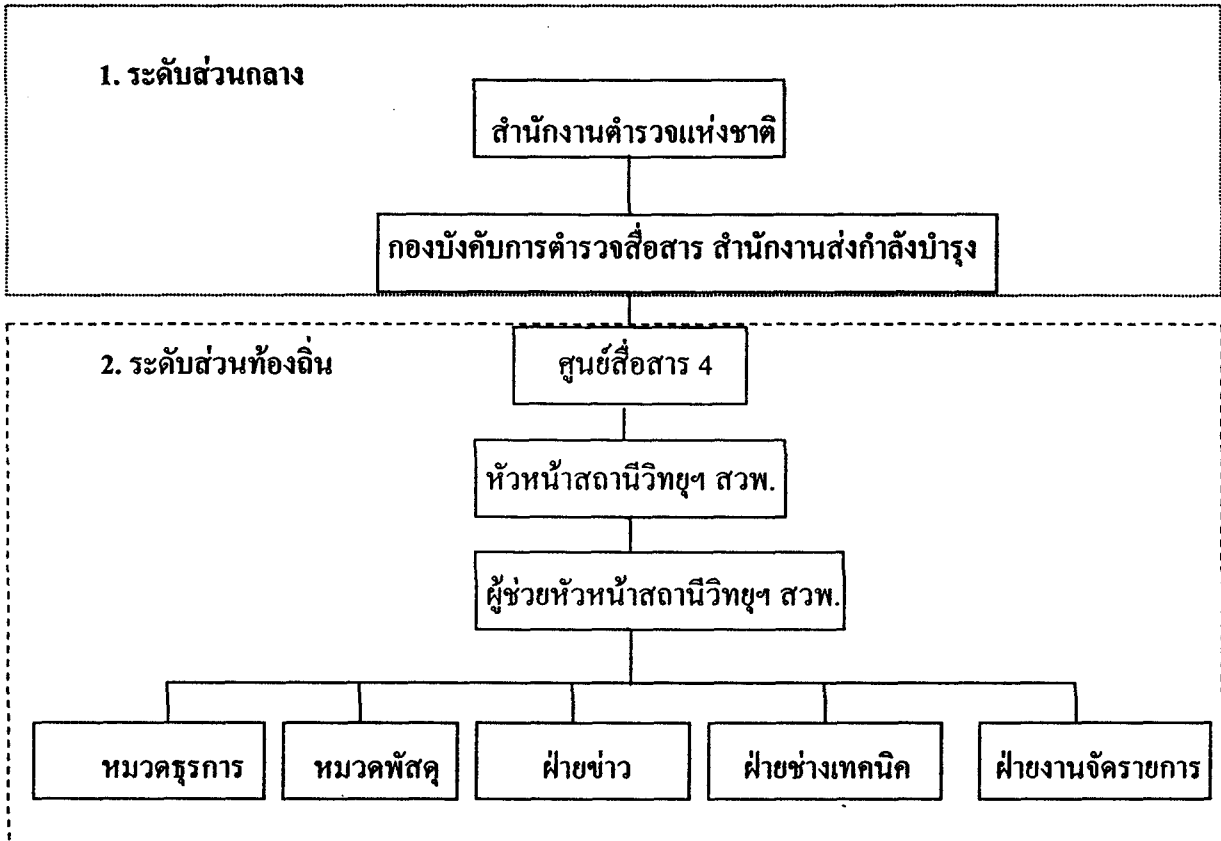 1. ระดับส่วนกลาง
สำนักงานตำรวจแห่งชาติ
กองบังคับการตำรวจสื่อสาร สำนักงานส่งกำลังบำรุง
2. ระดับส่วนท้องถิ่น
ศูนย์สื่อสาร 4
หัวหน้าสถานีวิทยุฯ สวพ.
ผู้ช่วยหัวหน้าสถานีวิทยุฯ สวพ.
หมวดธุรการ
หมวดพัสดุ
ฝ่ายข่าว
ฝ่ายช่างเทคนิค
ฝ่ายงานจัดรายการ